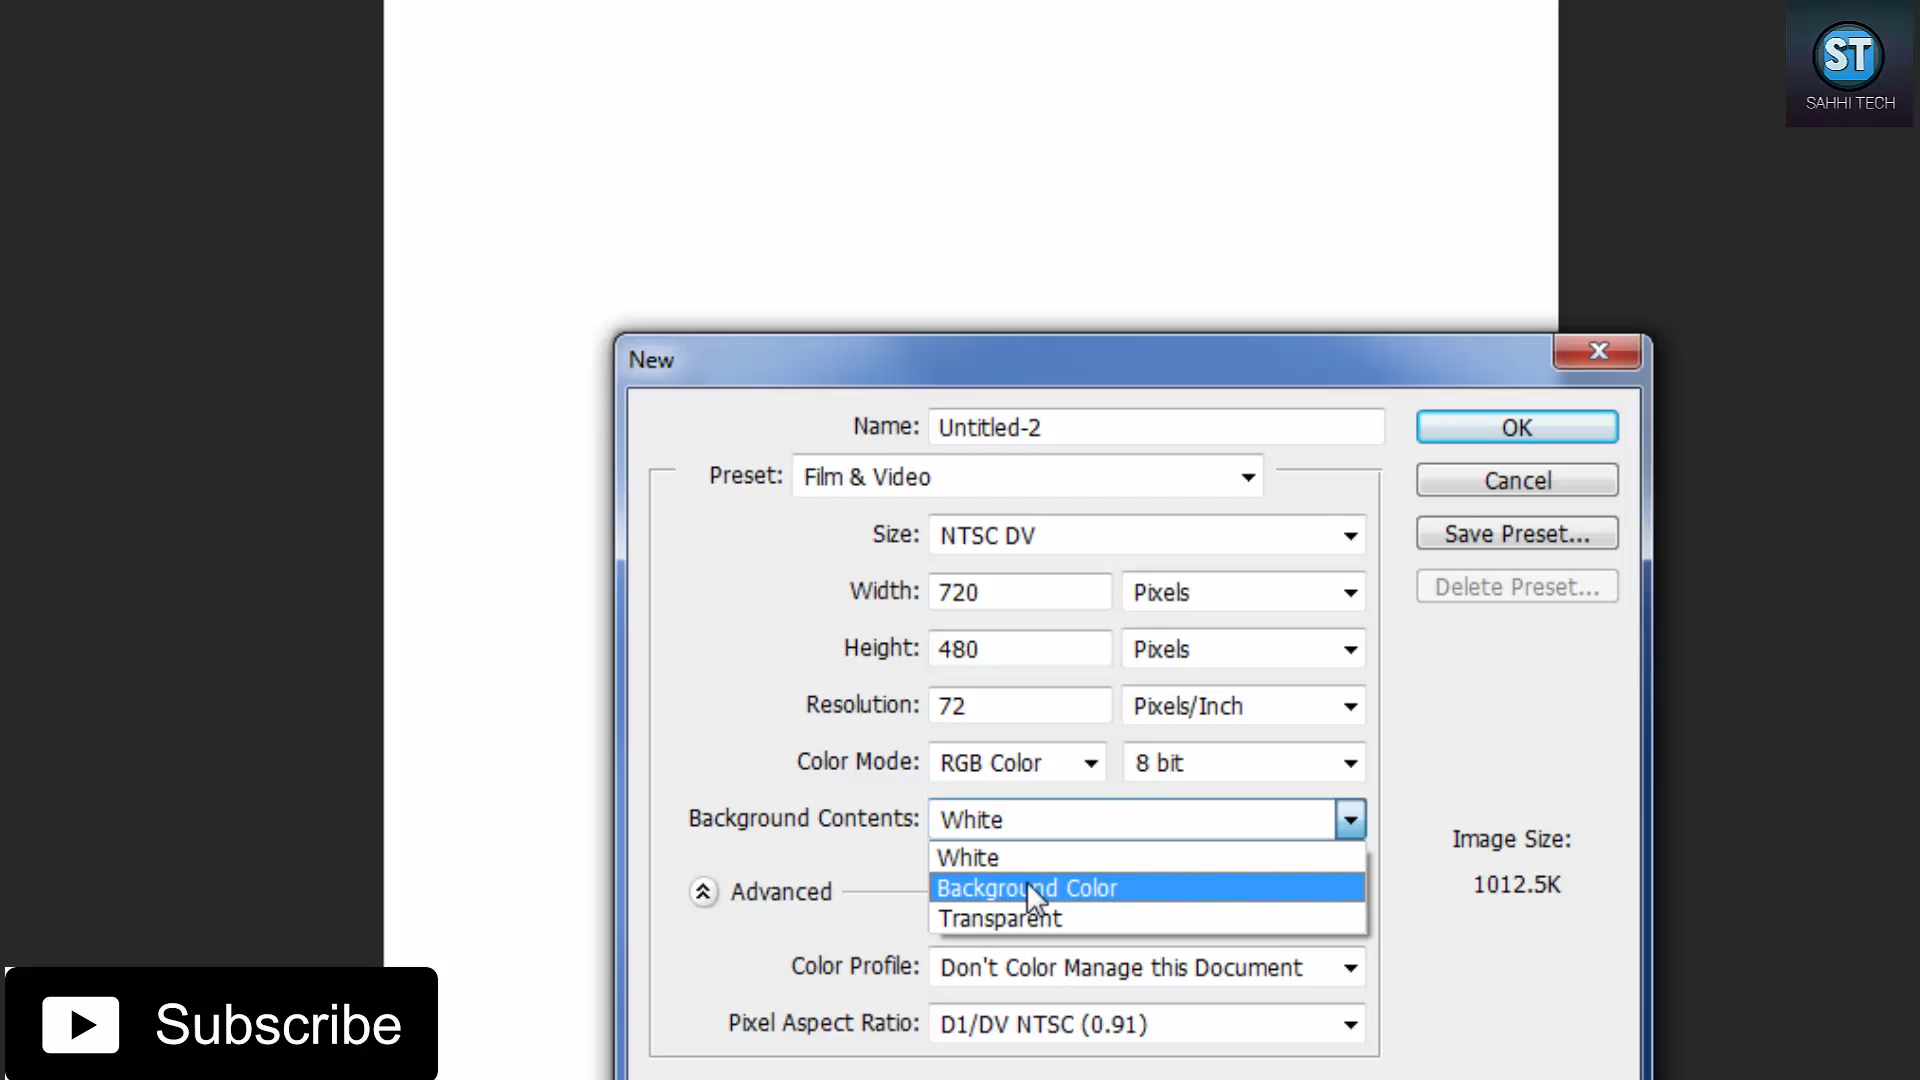 ST
SAHHI TECH
New
Name: Untitled-2
OK
Preset: Film & Video
Cancel
Size: NTSC DV
Save Preset...
Width: 720 Pixels
Delete Preset...
Height: 480 Pixels
Resolution: 72 Pixels/Inch
Color Mode: RGB Color 8 bit
Background Contents: White
Image Size:
1012.5K
White
Background Color
Transparent
Advanced
Color Profile: Don't Color Manage this Document
Pixel Aspect Ratio: D1/DV NTSC (0.91)
Subscribe